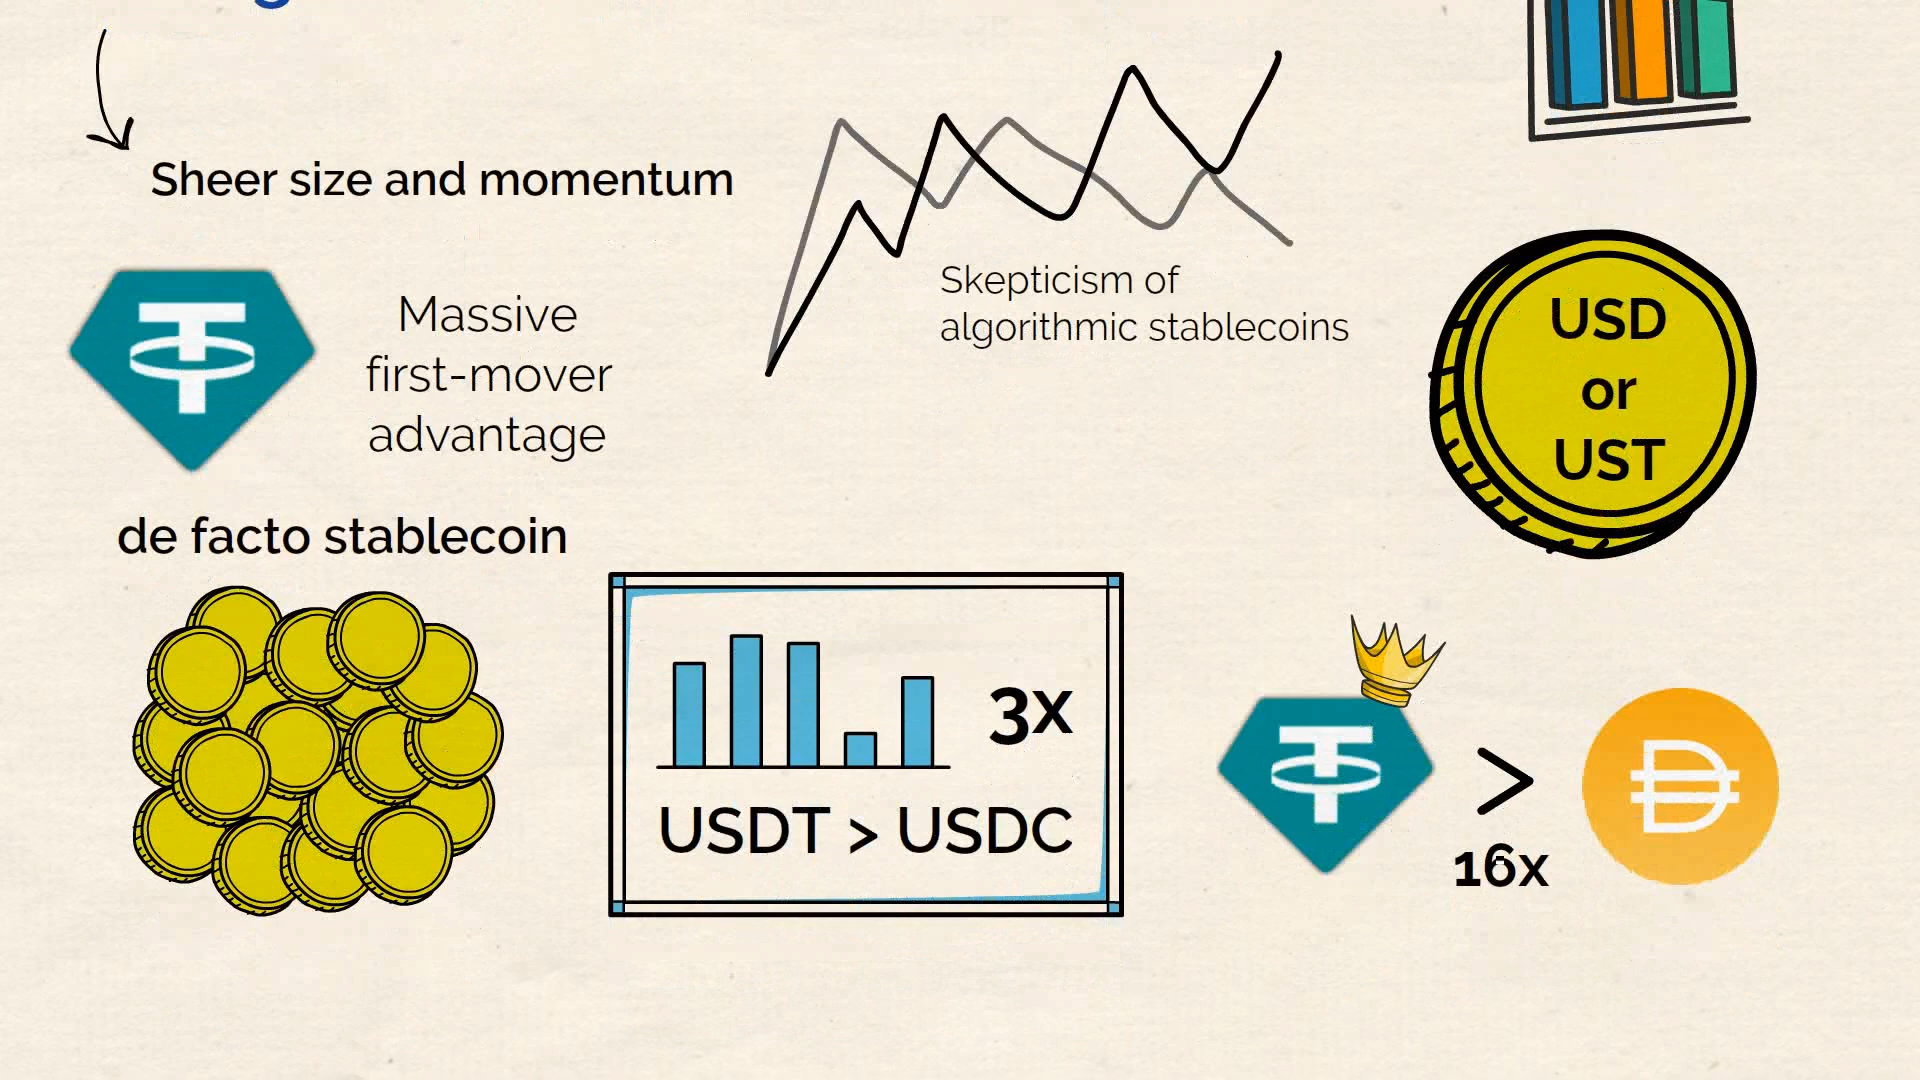 Sheer size and momentum
Massive
first-mover
advantage
de facto stablecoin
Skepticism of
algorithmic stablecoins
USD
or
UST
3x
USDT > USDC
>
16x